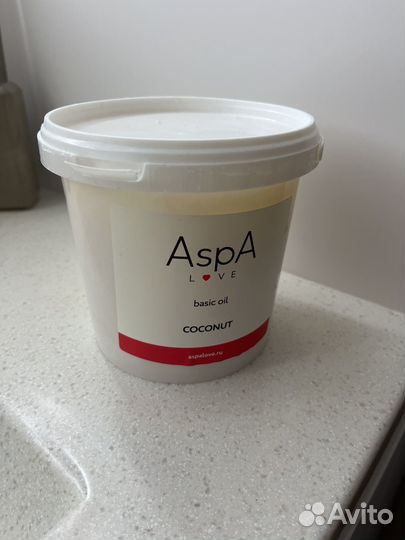 AspA
LOVE
basic oil
COCONUT
aspalove.ru
Avito